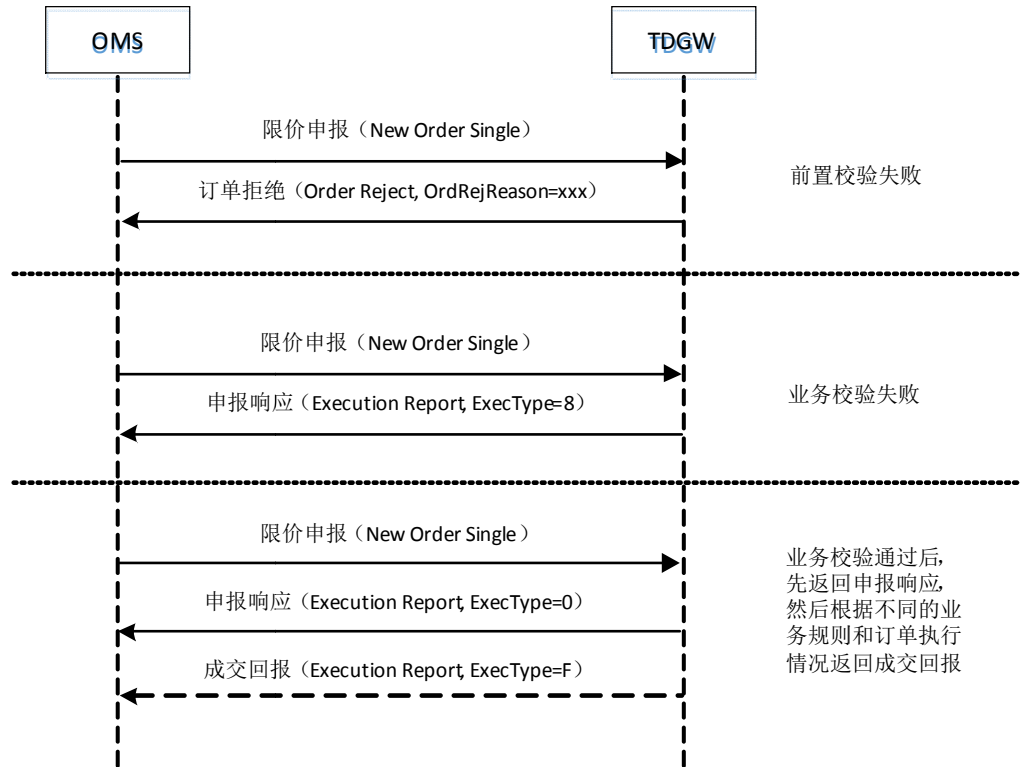 OMS
TDGW
限价申报（New Order Single）
订单拒绝（Order Reject, OrdRejReason=xxx）
前置校验失败
限价申报（New Order Single）
申报响应（Execution Report, ExecType=8）
业务校验失败
限价申报（New Order Single）
申报响应（Execution Report, ExecType=0）
成交回报（Execution Report, ExecType=F）
业务校验通过后,
先返回申报响应,
然后根据不同的业
务规则和订单执行
情况返回成交回报